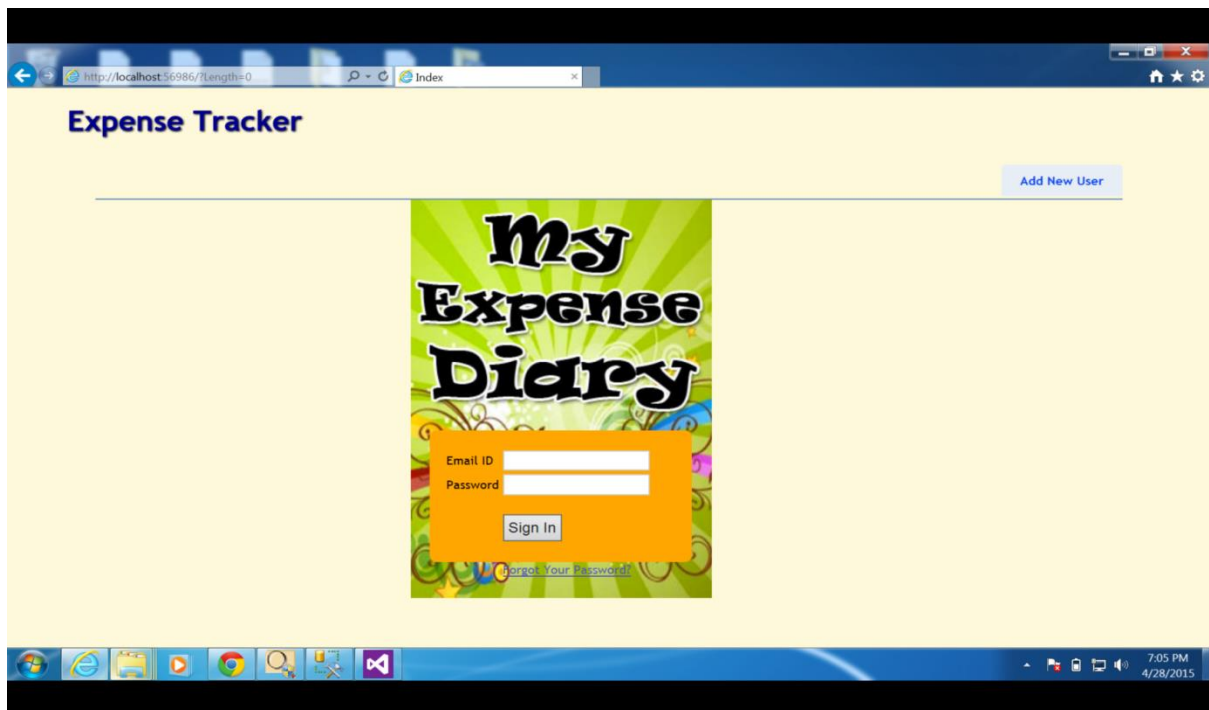 http://localhost:56986/?Length=0
Index
Expense Tracker
Add New User
My
Expense
Diary
Email ID
Password
Sign In
Forgot Your Password?
7:05 PM
4/28/2015